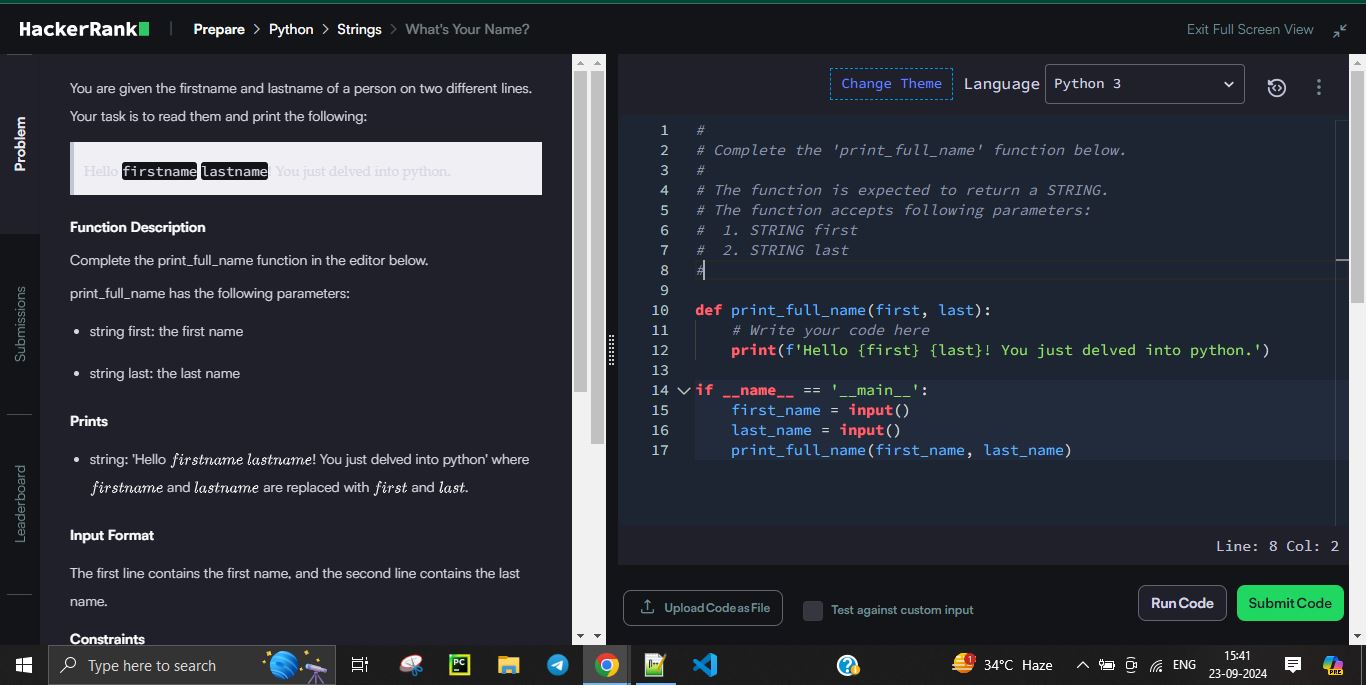 HackerRank | Prepare > Python > Strings > What's Your Name? Exit Full Screen View
Problem
Submissions
Leaderboard
You are given the firstname and lastname of a person on two different lines.
Your task is to read them and print the following:
Hello firstname lastname! You just delved into python.
Function Description
Complete the print_full_name function in the editor below.
print_full_name has the following parameters:
• string first: the first name
• string last: the last name
Prints
• string: 'Hello firstname lastname! You just delved into python' where
firstname and lastname are replaced with first and last.
Input Format
The first line contains the first name, and the second line contains the last
name.
Constraints
Change Theme Language Python 3
1 #
2 # Complete the 'print_full_name' function below.
3 #
4 # The function is expected to return a STRING.
5 # The function accepts following parameters:
6 #  1. STRING first
7 #  2. STRING last
8 #
9
10 def print_full_name(first, last):
11     # Write your code here
12     print(f'Hello {first} {last}! You just delved into python.')
13
14 if __name__ == '__main__':
15     first_name = input()
16     last_name = input()
17     print_full_name(first_name, last_name)
Line: 8 Col: 2
Upload Code as File Test against custom input Run Code Submit Code
Type here to search PC 1 34°C Haze ENG 15:41
23-09-2024 PRE